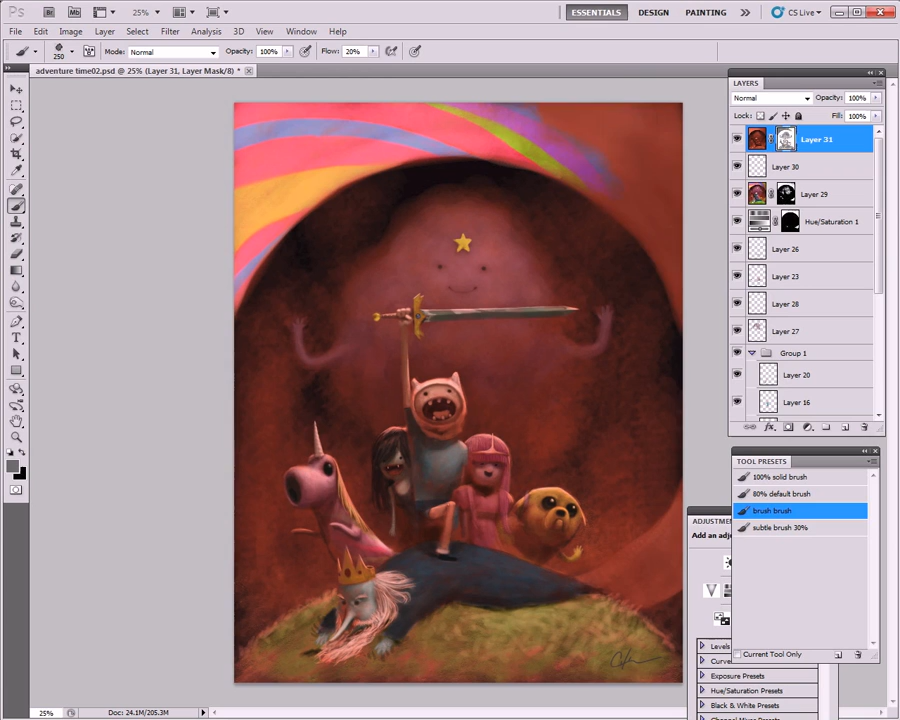 Ps Br Mb 25% ESSENTIALS DESIGN PAINTING CS Live
File Edit Image Layer Select Analysis Filter 3D View Window Help
250 Mode: Normal Opacity: 100% Flow: 20%
adventure time02.psd @ 25% (Layer 31, Layer Mask/8) *
LAYERS
Normal Opacity: 100%
Lock: Fill: 100%
Layer 31
Layer 30
Layer 29
Hue/Saturation 1
Layer 26
Layer 23
Layer 28
Layer 27
Group 1
Layer 20
Layer 16
TOOL PRESETS
100% solid brush
80% default brush
brush brush
subtle brush 30%
Current Tool Only
ADJUSTMEN
Add an adj
Levels
Curve
Exposure Presets
Hue/Saturation Presets
Black & White Presets
25% Doc: 24.1M/205.3M